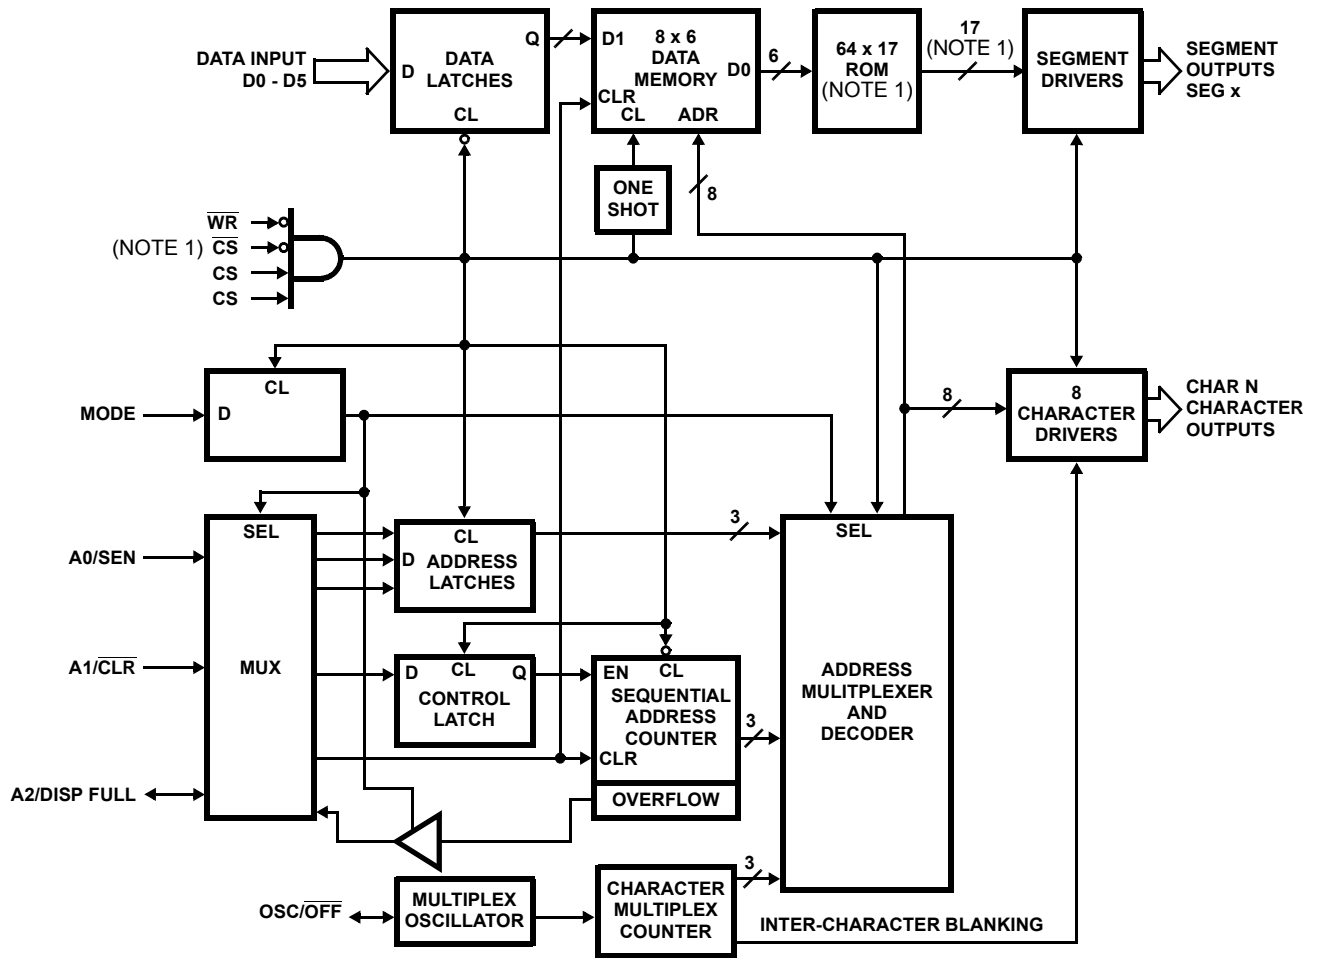 DATA INPUT
D0 - D5
D
DATA
LATCHES
Q
CL
D1
8 x 6
DATA
MEMORY
D0
CLR
CL
ADR
6
64 x 17
ROM
(NOTE 1)
17
(NOTE 1)
SEGMENT
DRIVERS
SEGMENT
OUTPUTS
SEG x
ONE
SHOT
8
W̅R̅
(NOTE 1) C̅S̅
CS
CS
MODE
CL
D
8
8
CHARACTER
DRIVERS
CHAR N
CHARACTER
OUTPUTS
SEL
MUX
A0/SEN
A1/C̅L̅R̅
A2/DISP FULL
CL
D
ADDRESS
LATCHES
3
SEL
ADDRESS
MULITPLEXER
AND
DECODER
D
CL
Q
CONTROL
LATCH
EN
CL
SEQUENTIAL
ADDRESS
COUNTER
CLR
OVERFLOW
3
OSC/O̅F̅F̅
MULTIPLEX
OSCILLATOR
CHARACTER
MULTIPLEX
COUNTER
3
INTER-CHARACTER BLANKING